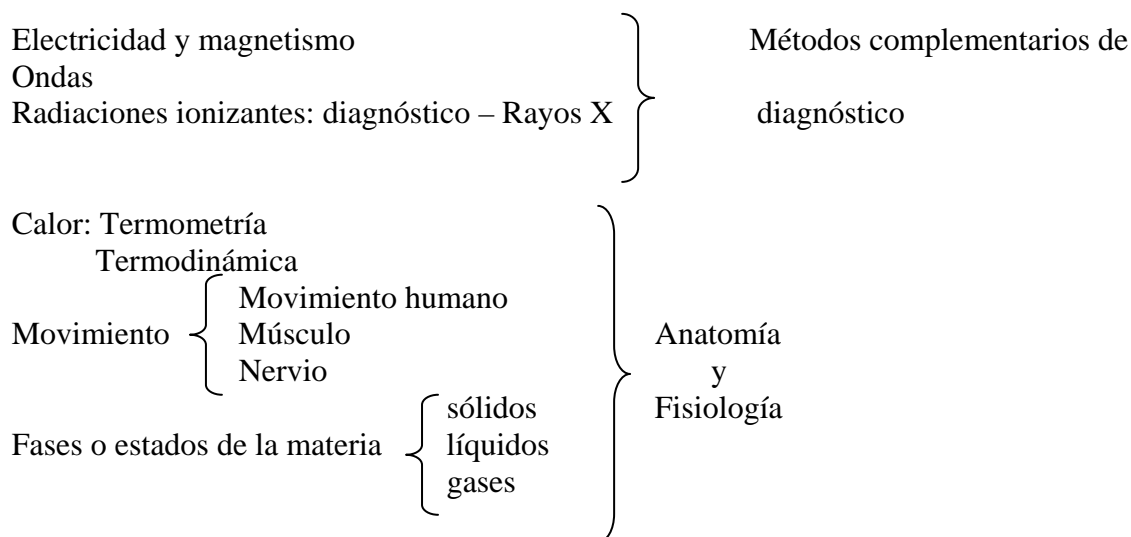 Electricidad y magnetismo Métodos complementarios de
Ondas
Radiaciones ionizantes: diagnóstico – Rayos X diagnóstico
Calor: Termometría
Termodinámica
Movimiento humano
Movimiento Músculo Anatomía
Nervio y
sólidos Fisiología
Fases o estados de la materia líquidos
gases